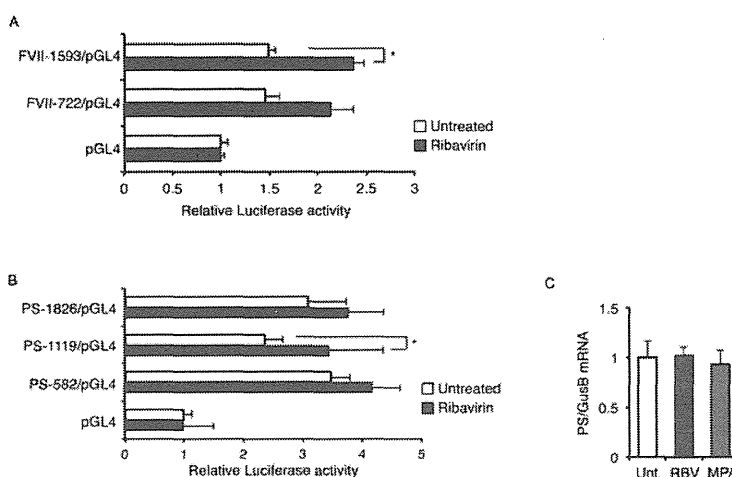 A
FVII-1593/pGL4
*
FVII-722/pGL4
pGL4
Untreated
Ribavirin
0 0.5 1 1.5 2 2.5 3
Relative Luciferase activity
B
PS-1826/pGL4
PS-1119/pGL4
*
PS-582/pGL4
pGL4
Untreated
Ribavirin
0 1 2 3 4 5
Relative Luciferase activity
C
PS/GusB mRNA
1.5
1
0.5
0
Unt. RBV MPA